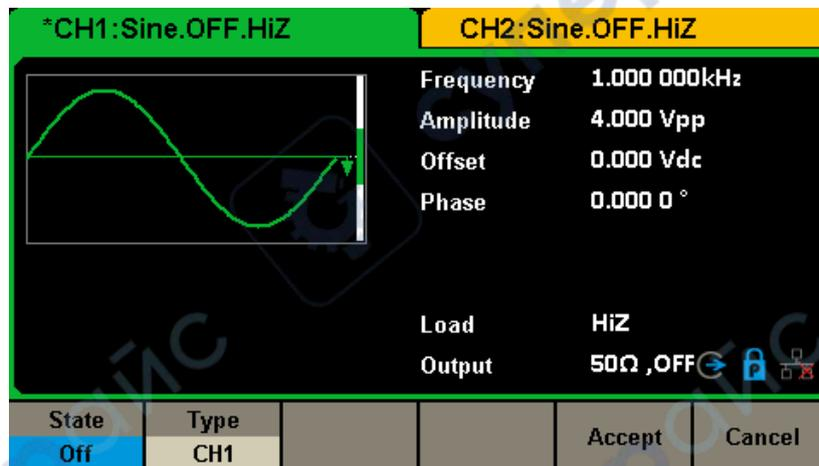 *CH1:Sine.OFF.HiZ
CH2:Sine.OFF.HiZ
Frequency 1.000 000kHz
Amplitude 4.000 Vpp
Offset 0.000 Vdc
Phase 0.000 0 °
Load HiZ
Output 50Ω ,OFF
P
State Type Accept Cancel
Off CH1